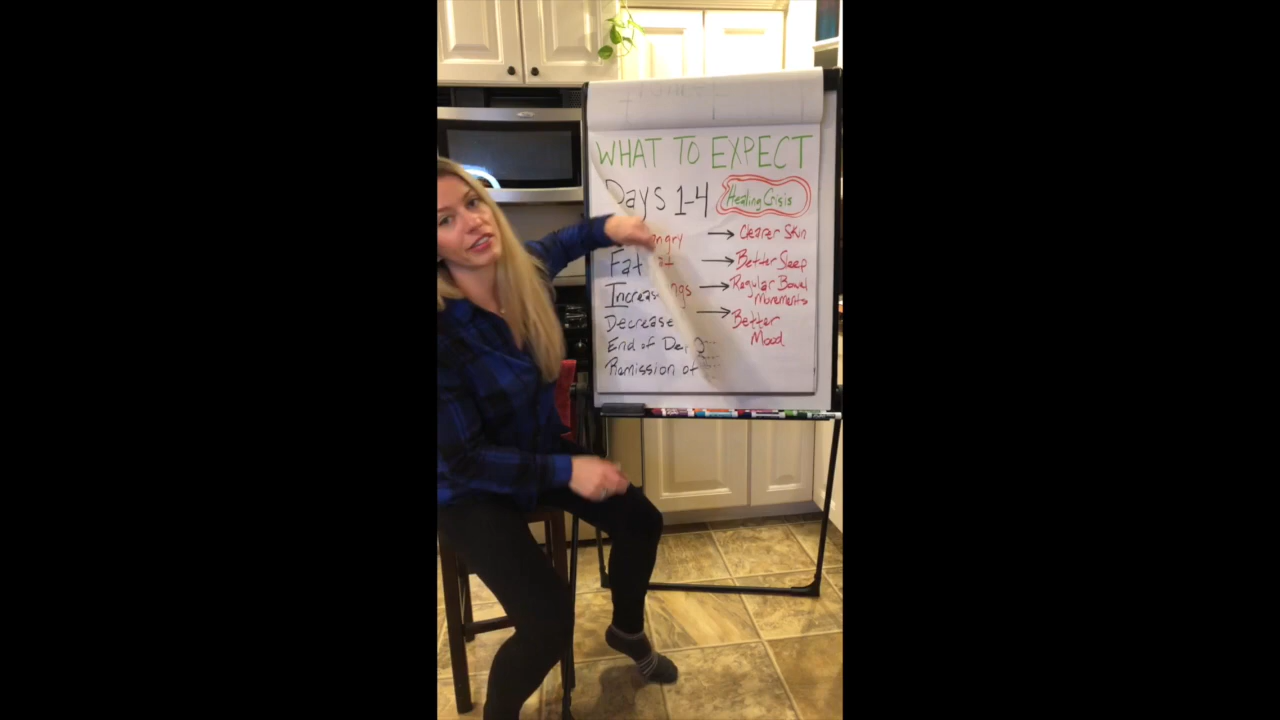 WHAT TO EXPECT
Days 1-4
Healing Crisis
Clearer Skin
Fat
Better Sleep
Regular Bowel
Movements
Decrease
Better
Mood
End of
Remission of